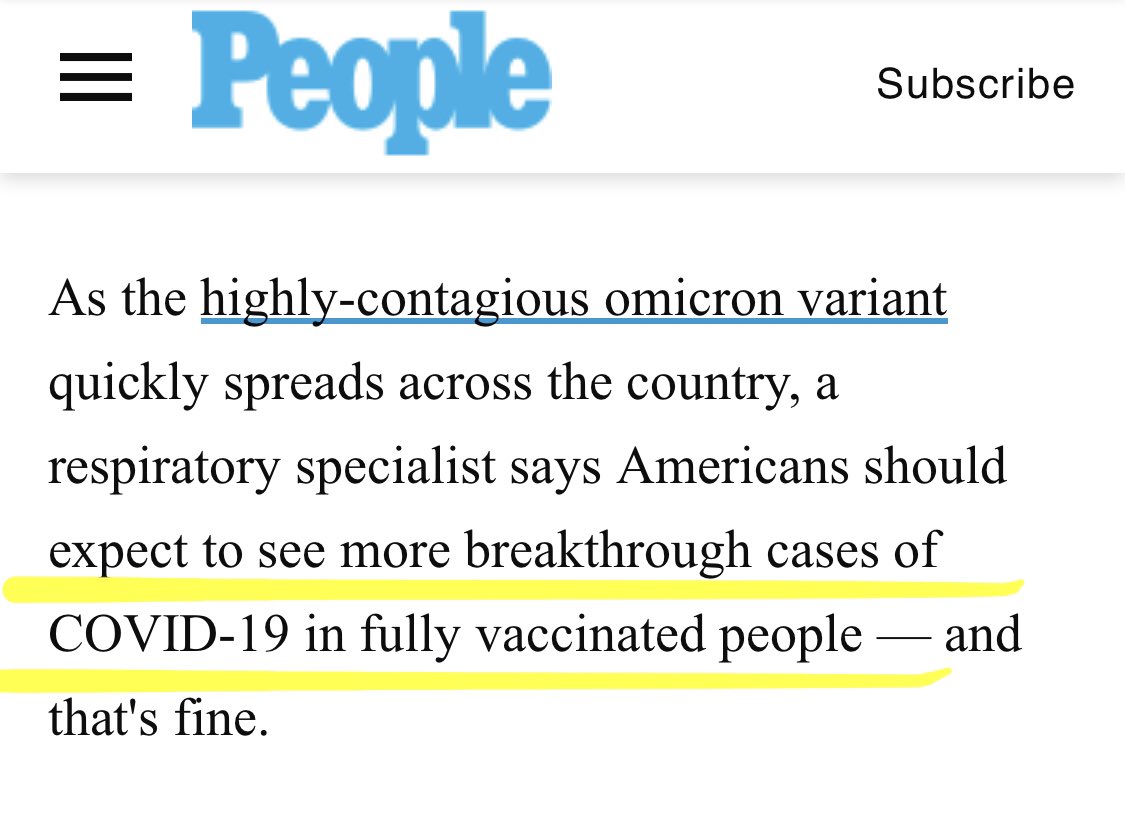 People
Subscribe
As the highly-contagious omicron variant
quickly spreads across the country, a
respiratory specialist says Americans should
expect to see more breakthrough cases of
COVID-19 in fully vaccinated people — and
that's fine.